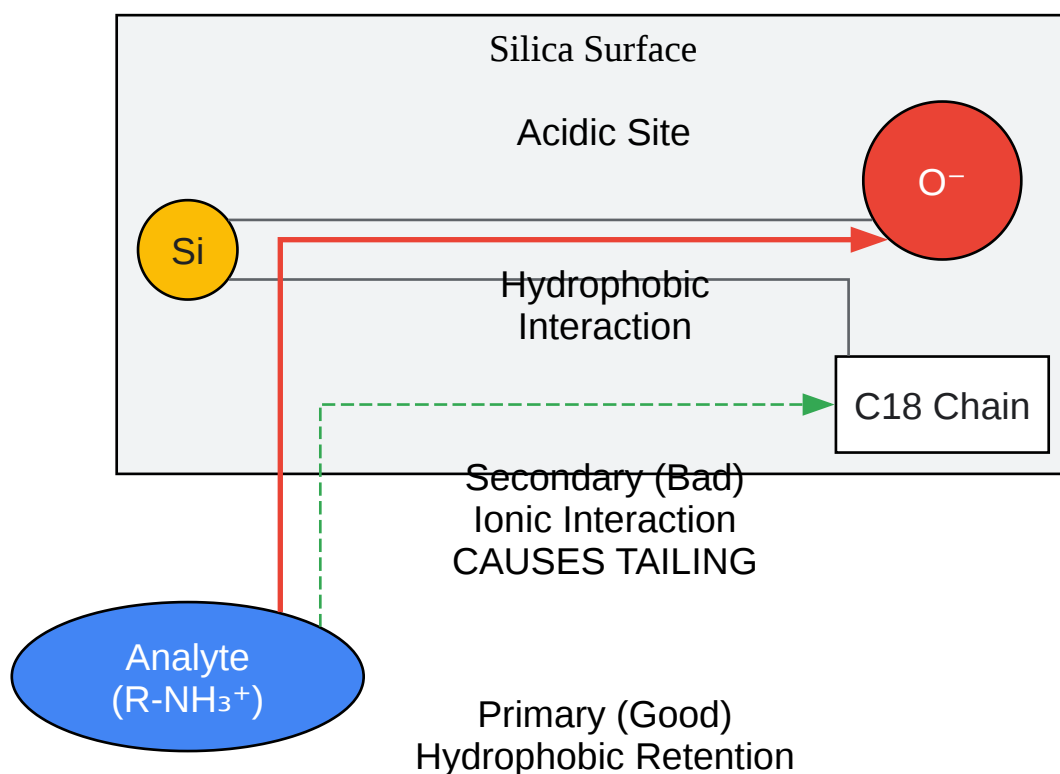 Silica Surface
Acidic Site
O⁻
Si
Hydrophobic
Interaction
C18 Chain
Secondary (Bad)
Ionic Interaction
CAUSES TAILING
Analyte
(R-NH₃⁺)
Primary (Good)
Hydrophobic Retention